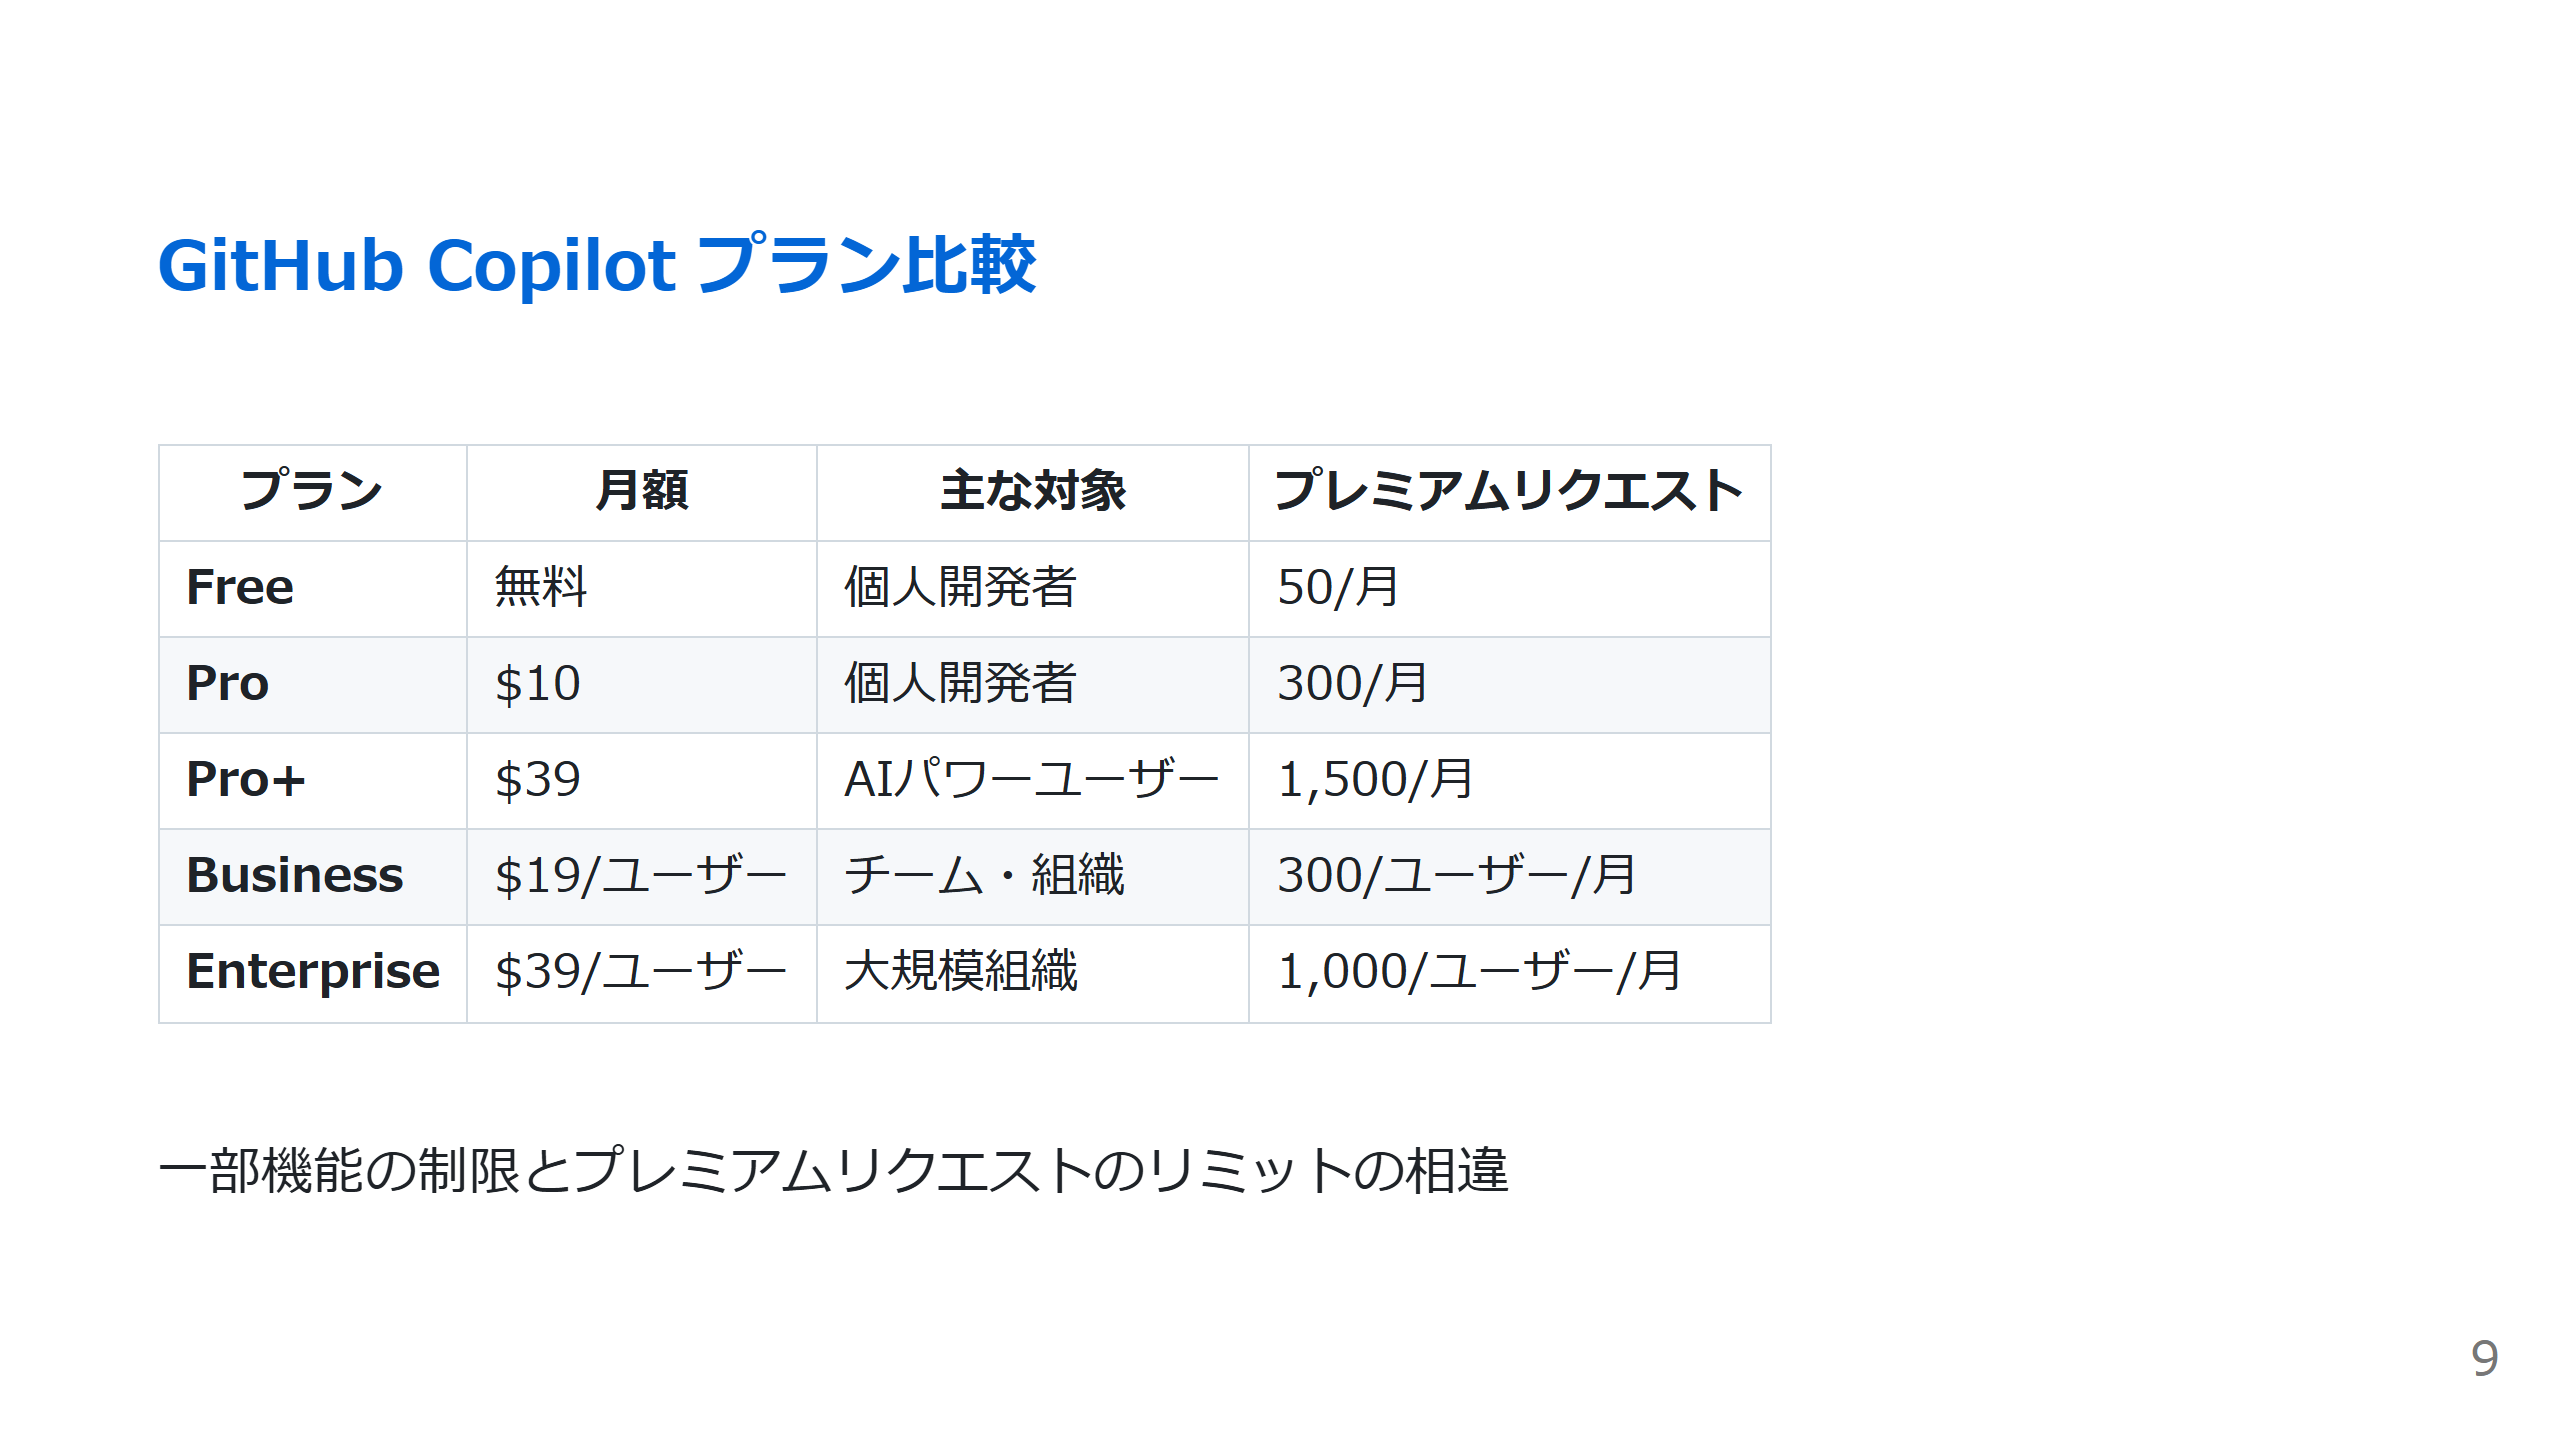 GitHub Copilot プラン比較
プラン 月額 主な対象 プレミアムリクエスト
Free 無料 個人開発者 50/月
Pro $10 個人開発者 300/月
Pro+ $39 AIパワーユーザー 1,500/月
Business $19/ユーザー チーム・組織 300/ユーザー/月
Enterprise $39/ユーザー 大規模組織 1,000/ユーザー/月
一部機能の制限とプレミアムリクエストのリミットの相違
9